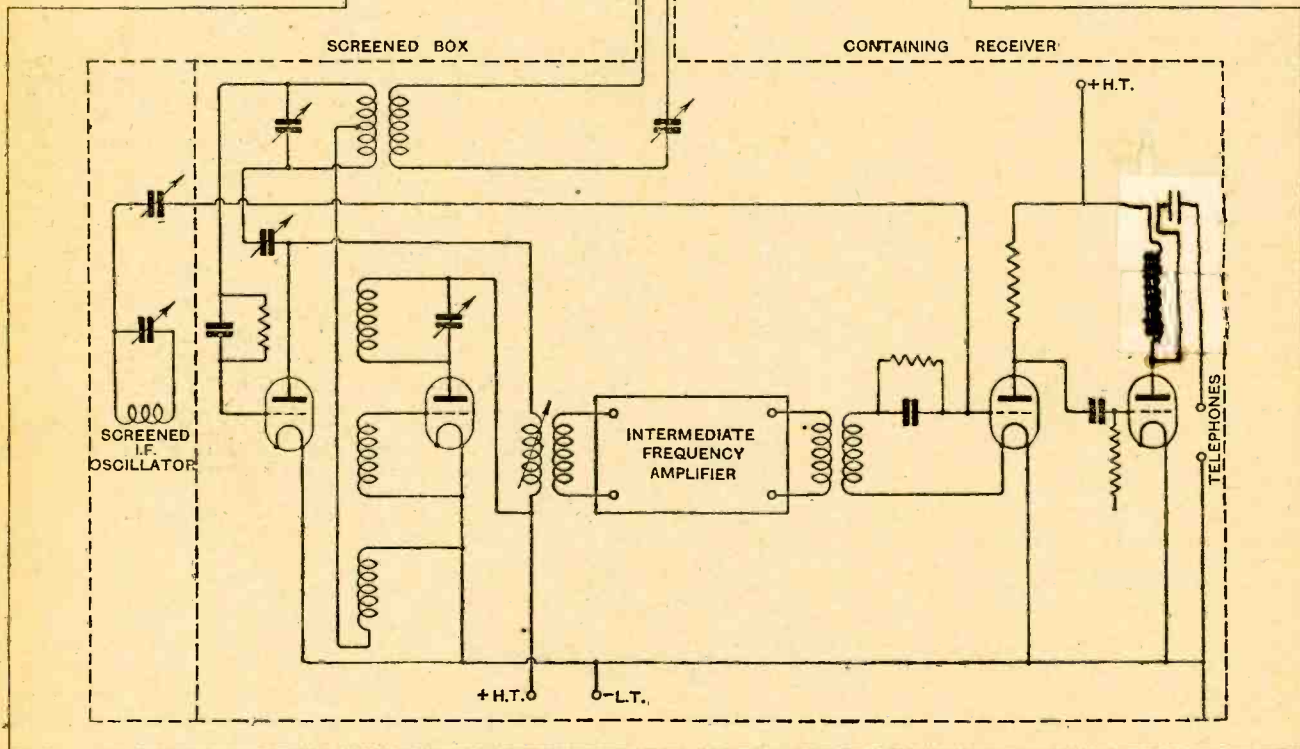 SCREENED BOX
CONTAINING RECEIVER
+H.T.
SCREENED
I.F.
OSCILLATOR
INTERMEDIATE
FREQUENCY
AMPLIFIER
TELEPHONES
+H.T.
-L.T.